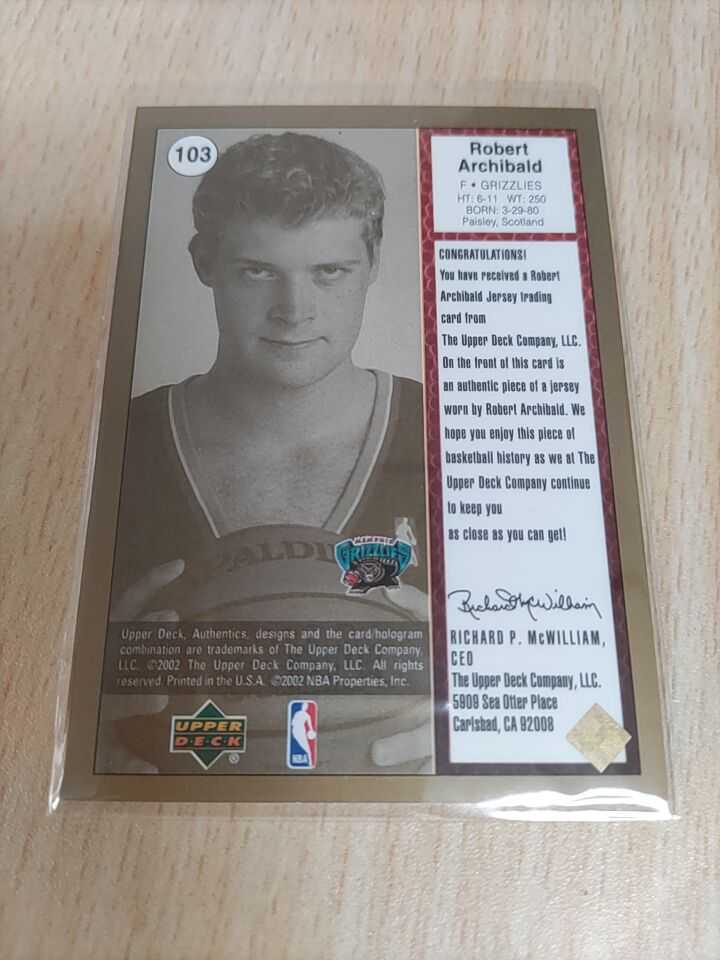 103
Robert
Archibald
F • GRIZZLIES
HT: 6-11 WT: 250
BORN: 3-29-80
Paisley, Scotland
CONGRATULATIONS!
You have received a Robert
Archibald Jersey trading
card from
The Upper Deck Company, LLC.
On the front of this card is
an authentic piece of a jersey
worn by Robert Archibald. We
hope you enjoy this piece of
basketball history as we at The
Upper Deck Company continue
to keep you
as close as you can get!
Richard McWilliam
RICHARD P. McWILLIAM,
CEO
The Upper Deck Company, LLC.
5909 Sea Otter Place
Carlsbad, CA 92008
SPALDI
MEMPHIS
GRIZZLIES
Upper Deck, Authentics, designs and the card/hologram
combination are trademarks of The Upper Deck Company,
LLC. ©2002 The Upper Deck Company, LLC. All rights
reserved. Printed in the U.S.A. ©2002 NBA Properties, Inc.
UPPER
D·E·C·K
®
NBA